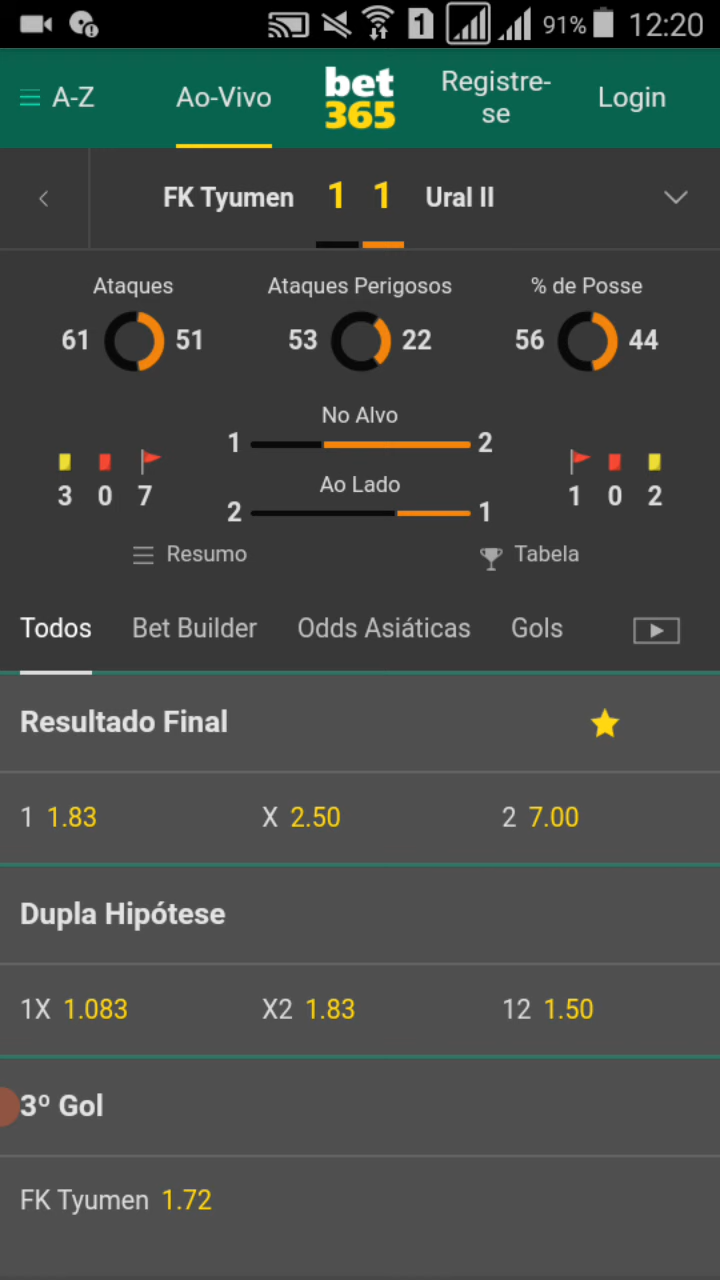 1 91% 12:20
A-Z Ao-Vivo bet365 Registre-se Login
FK Tyumen 1 1 Ural II
Ataques Ataques Perigosos % de Posse
61 51 53 22 56 44
No Alvo
1 2
Ao Lado
3 0 7 2 1 1 0 2
Resumo Tabela
Todos Bet Builder Odds Asiáticas Gols
Resultado Final
1 1.83 X 2.50 2 7.00
Dupla Hipótese
1X 1.083 X2 1.83 12 1.50
3º Gol
FK Tyumen 1.72